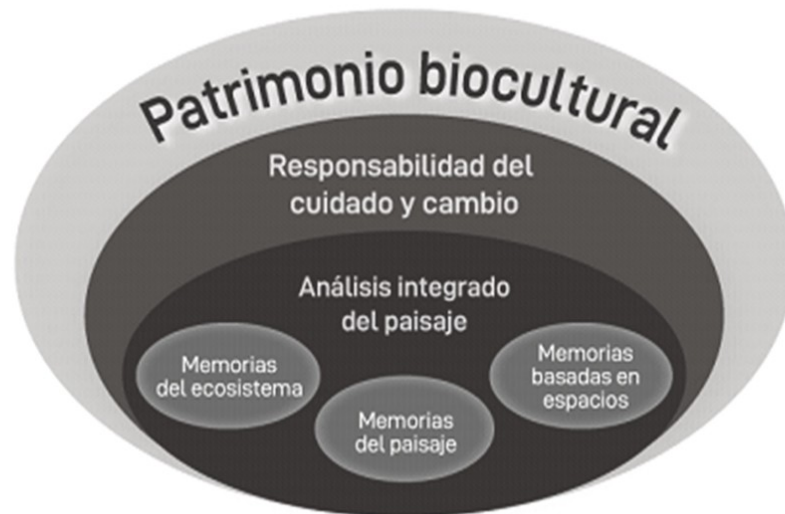 Patrimonio biocultural
Responsabilidad del
cuidado y cambio
Análisis integrado
del paisaje
Memorias
del ecosistema
Memorias
del paisaje
Memorias
basadas en
espacios